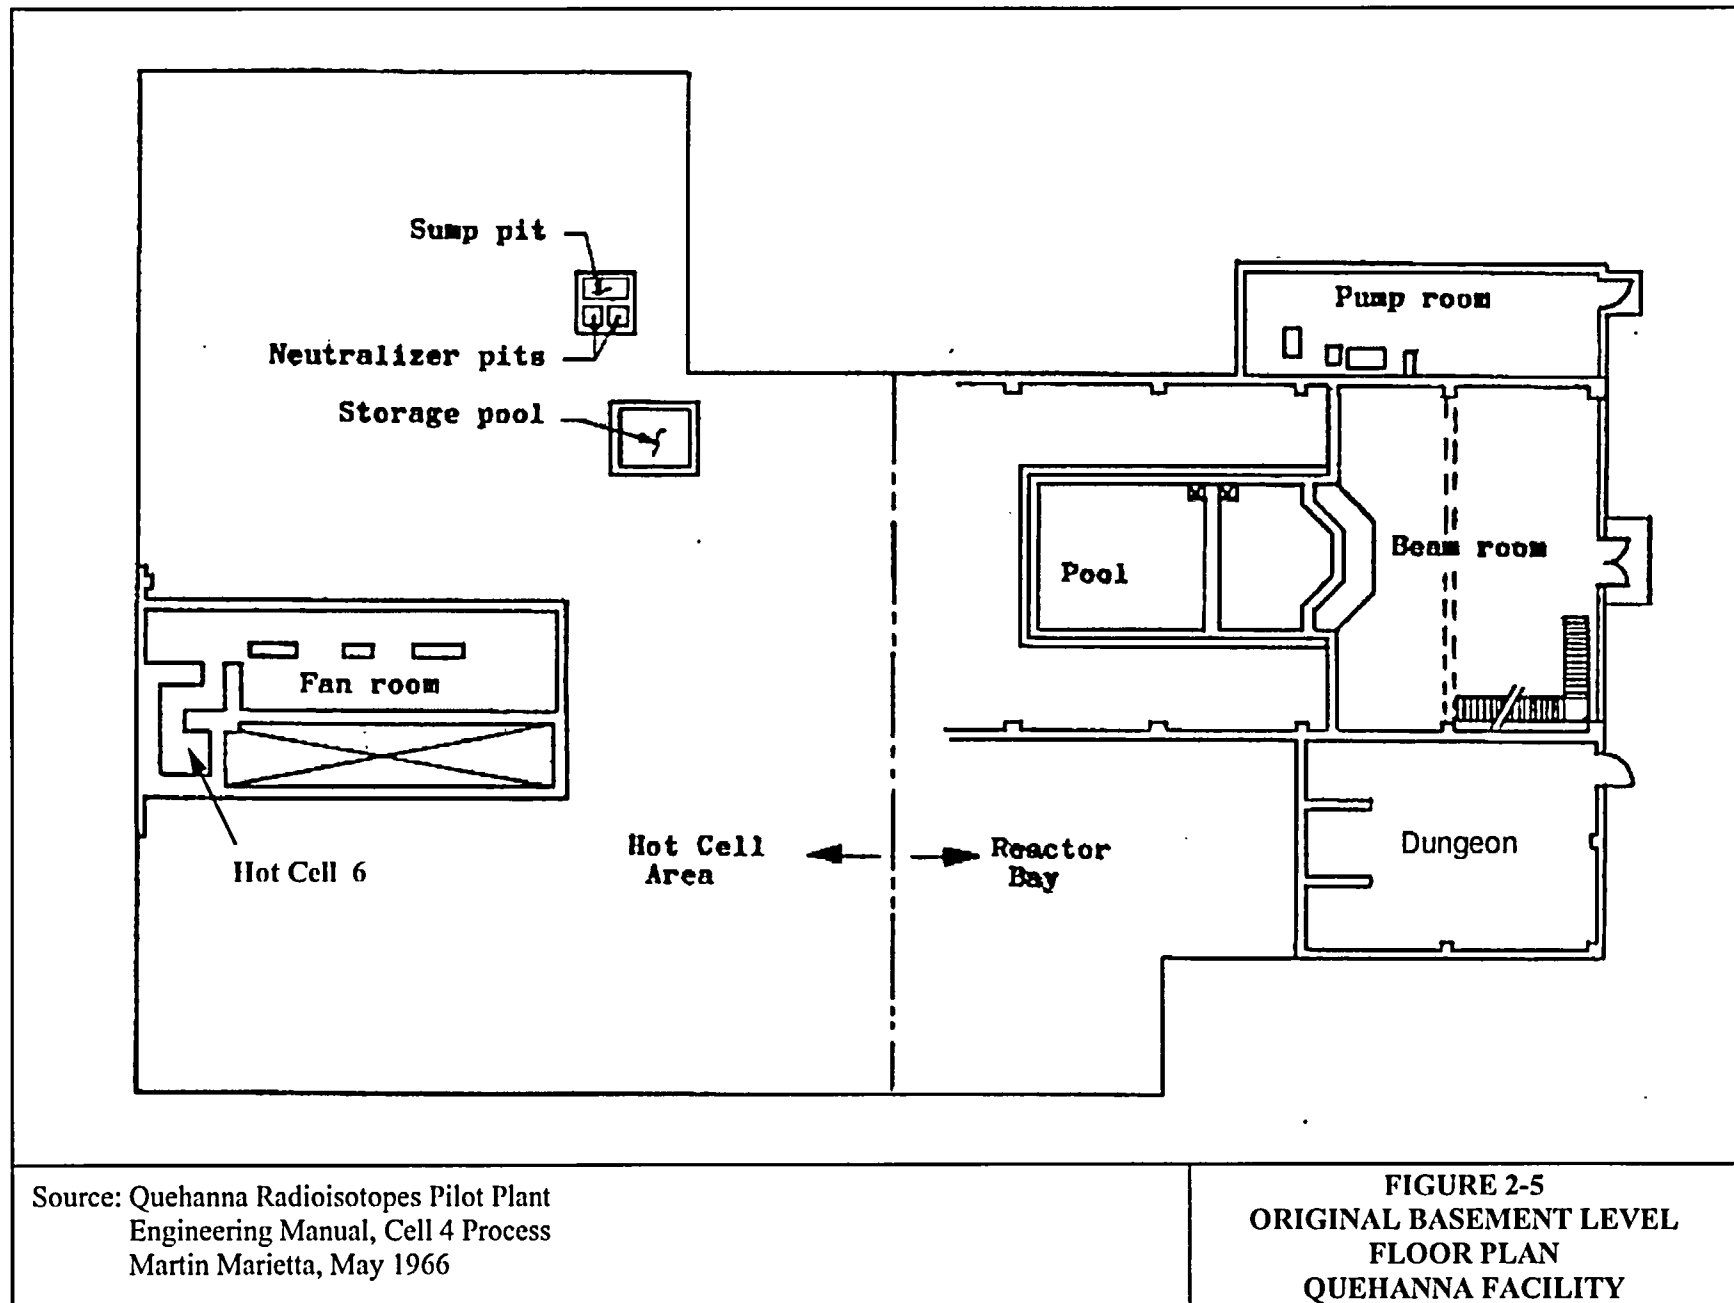 Sump pit
Neutralizer pits
Storage pool
Pump room
Beam room
Pool
Fan room
Hot Cell 6
Hot Cell
Area
Reactor
Bay
Dungeon
Source: Quehanna Radioisotopes Pilot Plant
Engineering Manual, Cell 4 Process
Martin Marietta, May 1966
FIGURE 2-5
ORIGINAL BASEMENT LEVEL
FLOOR PLAN
QUEHANNA FACILITY